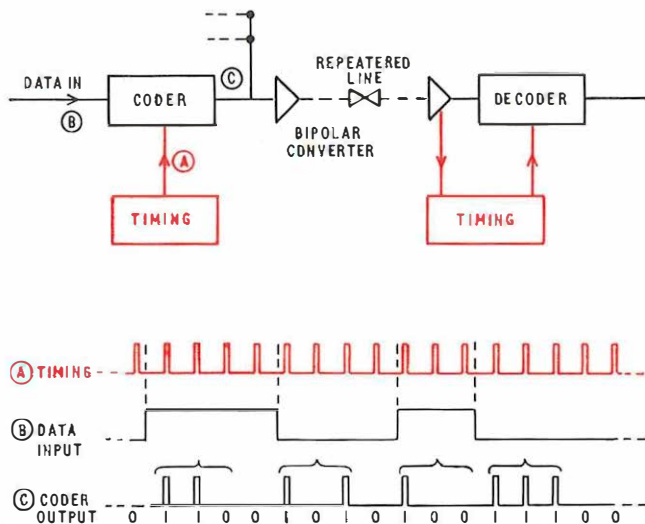 DATA IN
B
CODER
C
REPEATERED
LINE
BIPOLAR
CONVERTER
DECODER
A
TIMING
TIMING
A TIMING
B DATA
INPUT
C CODER
OUTPUT
0 1 1 0 0 1 0 1 0 1 0 0 1 1 1 0 0